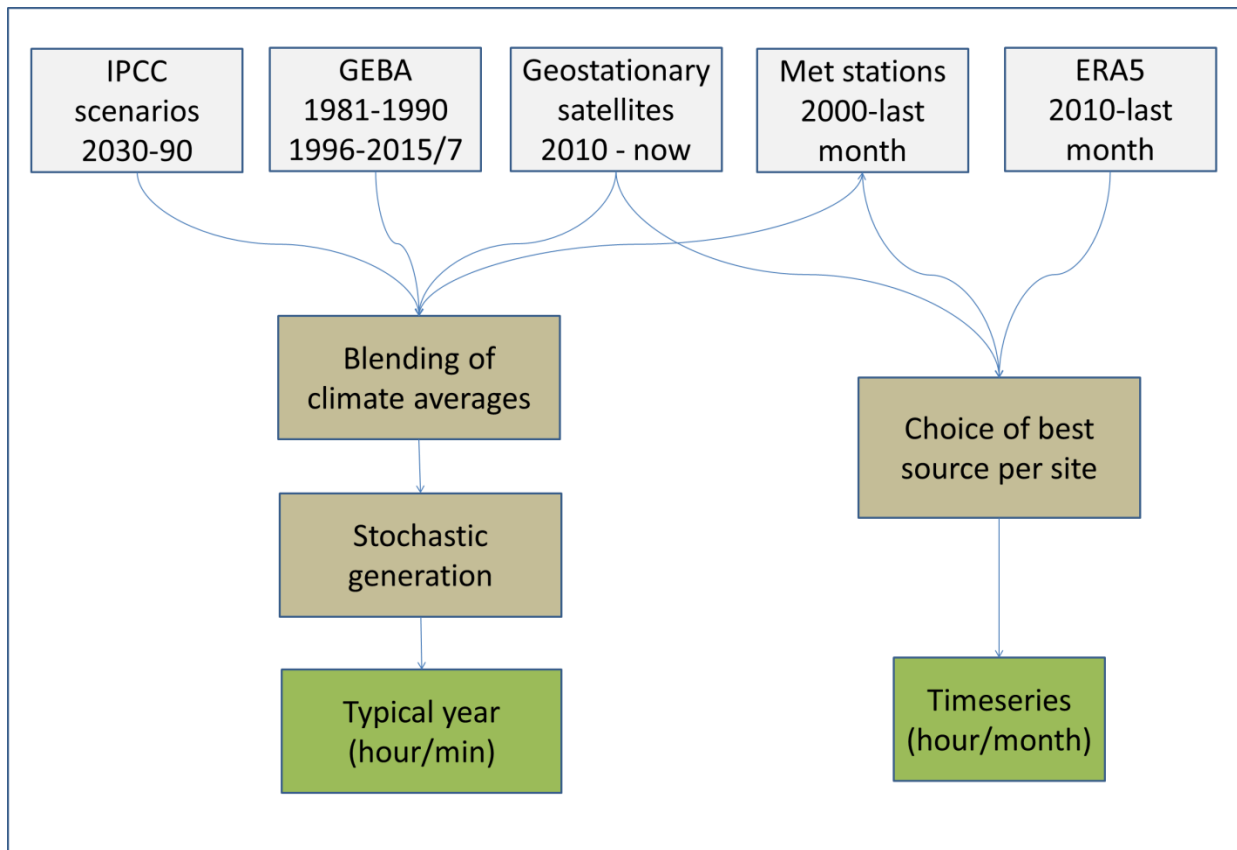 IPCC
scenarios
2030-90
GEBA
1981-1990
1996-2015/7
Geostationary
satellites
2010 - now
Met stations
2000-last
month
ERA5
2010-last
month
Blending of
climate averages
Choice of best
source per site
Stochastic
generation
Typical year
(hour/min)
Timeseries
(hour/month)